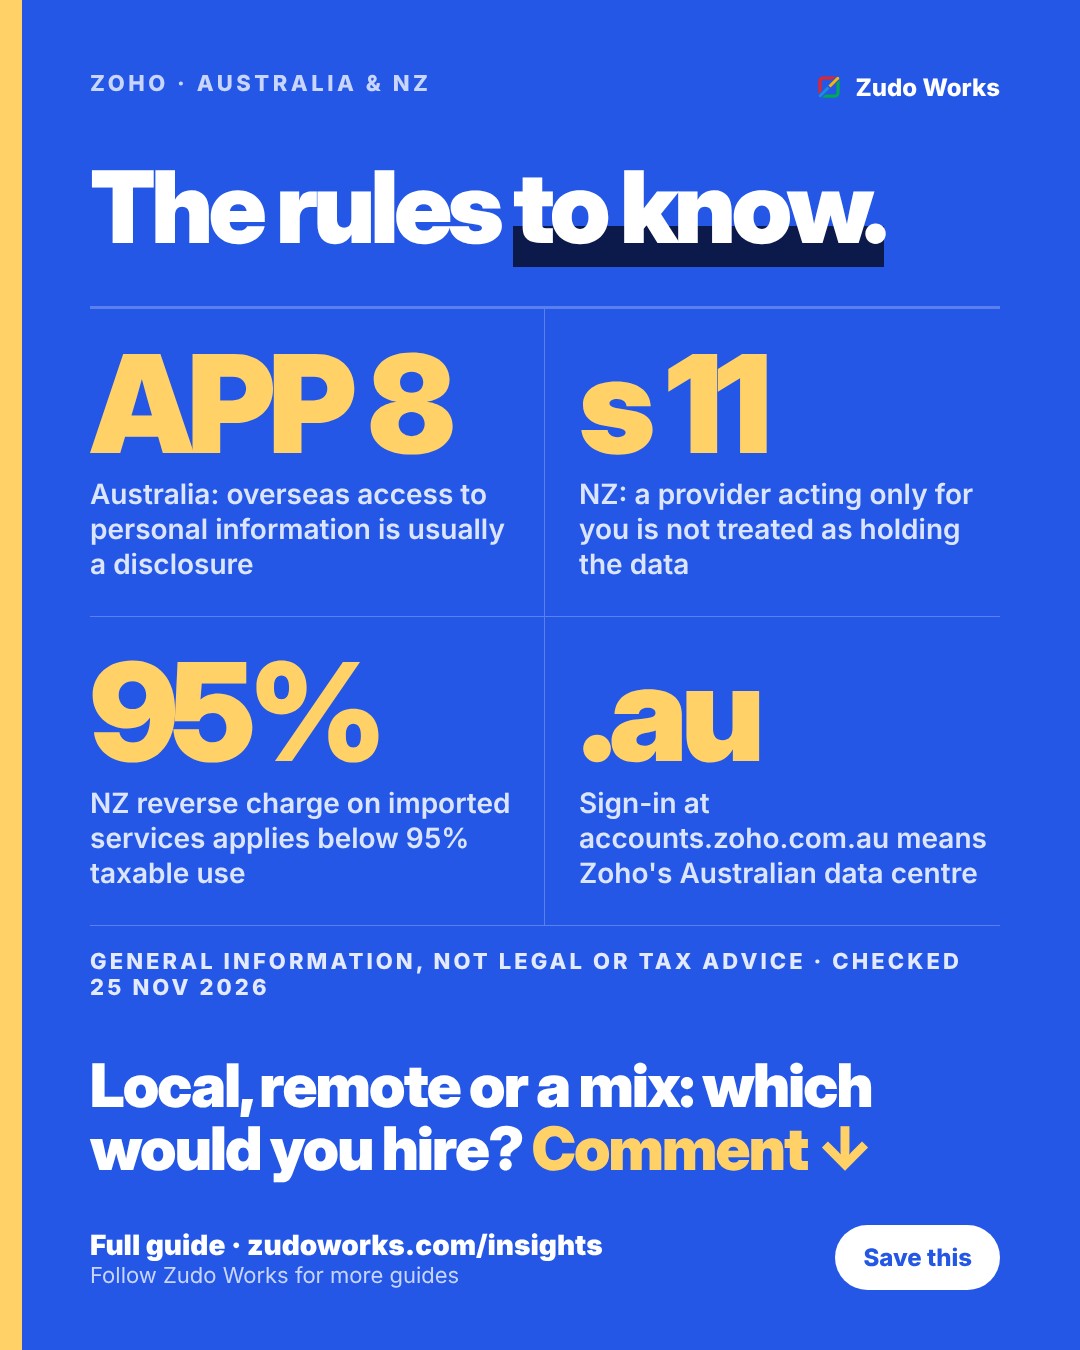 ZOHO · AUSTRALIA & NZ
Zudo Works
The rules to know.
APP 8
Australia: overseas access to
personal information is usually
a disclosure
s 11
NZ: a provider acting only for
you is not treated as holding
the data
95%
NZ reverse charge on imported
services applies below 95%
taxable use
.au
Sign-in at
accounts.zoho.com.au means
Zoho's Australian data centre
GENERAL INFORMATION, NOT LEGAL OR TAX ADVICE · CHECKED
25 NOV 2026
Local, remote or a mix: which
would you hire? Comment ↓
Full guide · zudoworks.com/insights
Follow Zudo Works for more guides
Save this